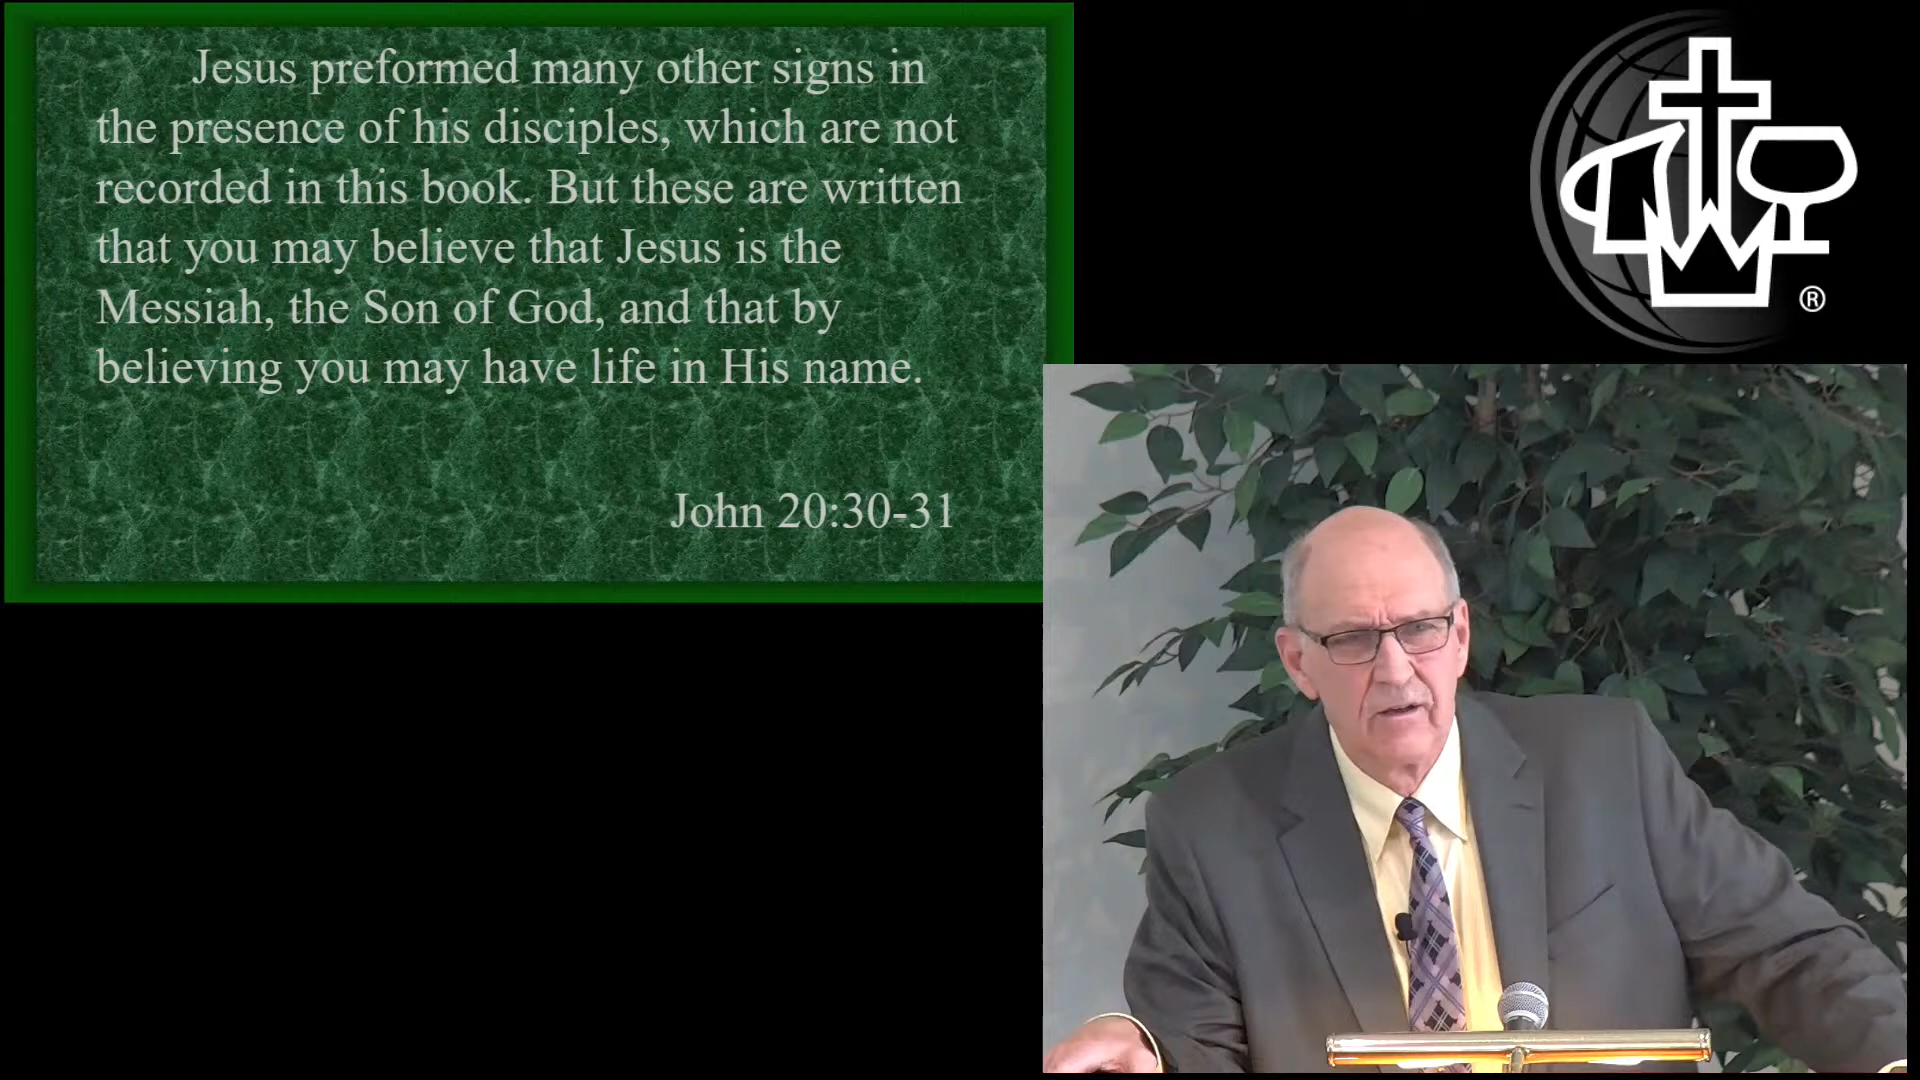 Jesus preformed many other signs in
the presence of his disciples, which are not
recorded in this book. But these are written
that you may believe that Jesus is the
Messiah, the Son of God, and that by
believing you may have life in His name.
John 20:30-31
®